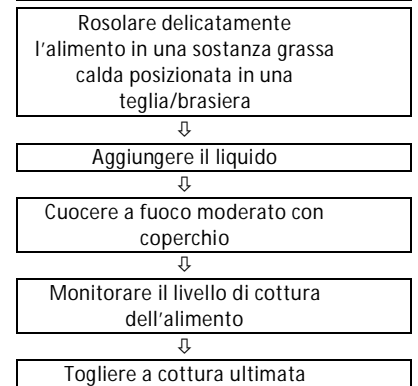 Rosolare delicatamente
l'alimento in una sostanza grassa
calda posizionata in una
teglia/brasiera
⇩
Aggiungere il liquido
⇩
Cuocere a fuoco moderato con
coperchio
⇩
Monitorare il livello di cottura
dell'alimento
⇩
Togliere a cottura ultimata